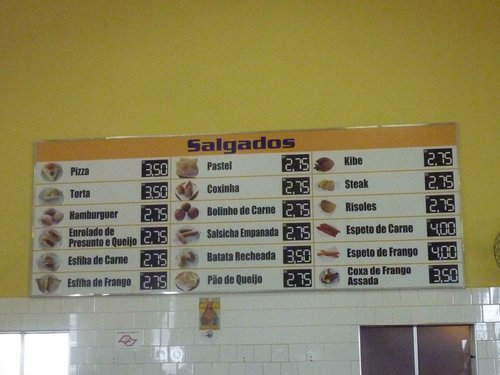 Salgados
Pizza 3,50
Torta 3,50
Hamburguer 2,75
Enrolado de
Presunto e Queijo 2,75
Esfiha de Carne 2,75
Esfiha de Frango 2,75
Pastel 2,75
Coxinha 2,75
Bolinho de Carne 2,75
Salsicha Empanada 2,75
Batata Recheada 3,50
Pão de Queijo 2,75
Kibe 2,75
Steak 2,75
Risoles 2,75
Espeto de Carne 4,00
Espeto de Frango 4,00
Coxa de Frango
Assada 3,50